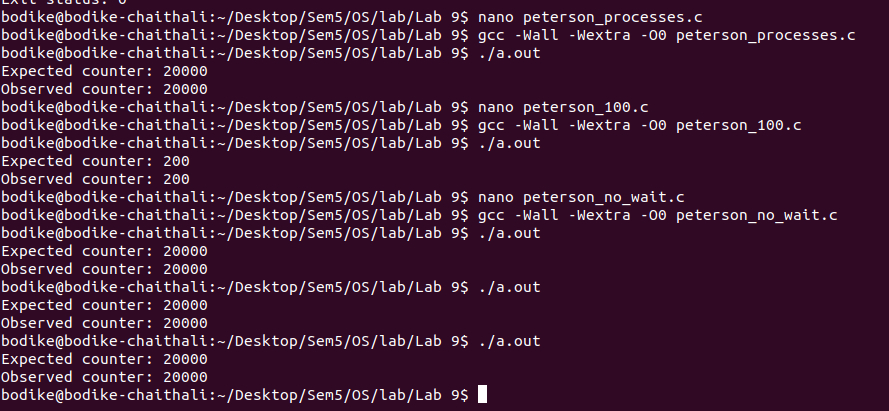 Exit status: 0
bodike@bodike-chaithali:~/Desktop/Sem5/OS/lab/Lab 9$ nano peterson_processes.c
bodike@bodike-chaithali:~/Desktop/Sem5/OS/lab/Lab 9$ gcc -Wall -Wextra -O0 peterson_processes.c
bodike@bodike-chaithali:~/Desktop/Sem5/OS/lab/Lab 9$ ./a.out
Expected counter: 20000
Observed counter: 20000
bodike@bodike-chaithali:~/Desktop/Sem5/OS/lab/Lab 9$ nano peterson_100.c
bodike@bodike-chaithali:~/Desktop/Sem5/OS/lab/Lab 9$ gcc -Wall -Wextra -O0 peterson_100.c
bodike@bodike-chaithali:~/Desktop/Sem5/OS/lab/Lab 9$ ./a.out
Expected counter: 200
Observed counter: 200
bodike@bodike-chaithali:~/Desktop/Sem5/OS/lab/Lab 9$ nano peterson_no_wait.c
bodike@bodike-chaithali:~/Desktop/Sem5/OS/lab/Lab 9$ gcc -Wall -Wextra -O0 peterson_no_wait.c
bodike@bodike-chaithali:~/Desktop/Sem5/OS/lab/Lab 9$ ./a.out
Expected counter: 20000
Observed counter: 20000
bodike@bodike-chaithali:~/Desktop/Sem5/OS/lab/Lab 9$ ./a.out
Expected counter: 20000
Observed counter: 20000
bodike@bodike-chaithali:~/Desktop/Sem5/OS/lab/Lab 9$ ./a.out
Expected counter: 20000
Observed counter: 20000
bodike@bodike-chaithali:~/Desktop/Sem5/OS/lab/Lab 9$